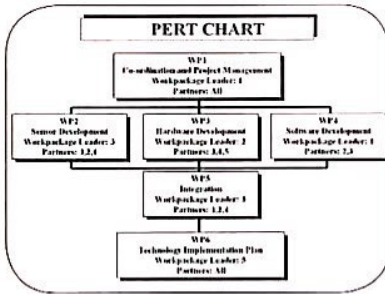 PERT CHART
WP1
Co-ordination and Project Management
Workpackage Leader: 1
Partners: All
WP2
Sensor Development
Workpackage Leader: 3
Partners: 1,2,4
WP3
Hardware Development
Workpackage Leader: 2
Partners: 3,4,5
WP4
Software Development
Workpackage Leader: 1
Partners: 2,3
WP5
Integration
Workpackage Leader:
Partners: 1,2,4
WP6
Technology Implementation Plan
Workpackage Leader: 5
Partners: All